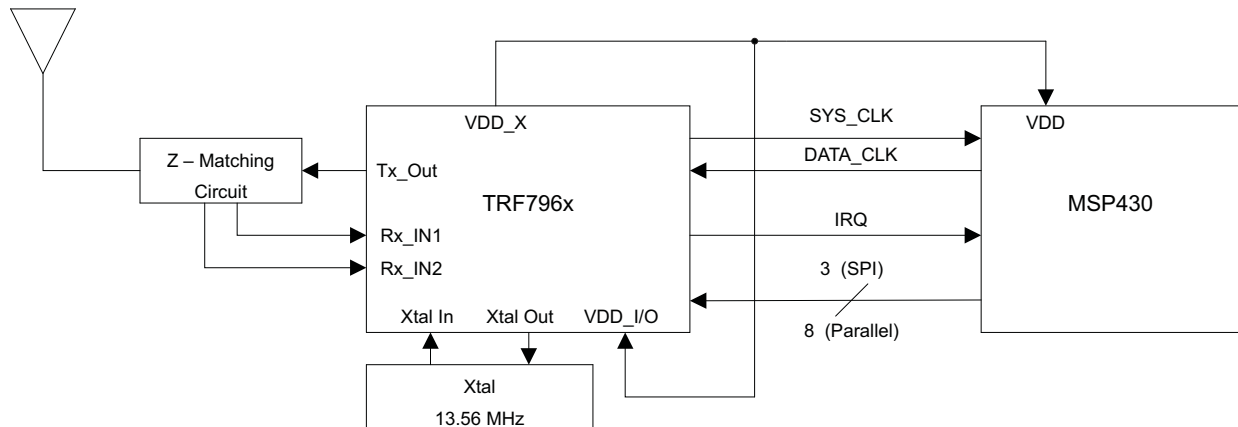 VDD_X
VDD
SYS_CLK
Z – Matching
Circuit
Tx_Out
DATA_CLK
TRF796x
MSP430
Rx_IN1
IRQ
Rx_IN2
3 (SPI)
Xtal In
Xtal Out
VDD_I/O
8 (Parallel)
Xtal
13.56 MHz